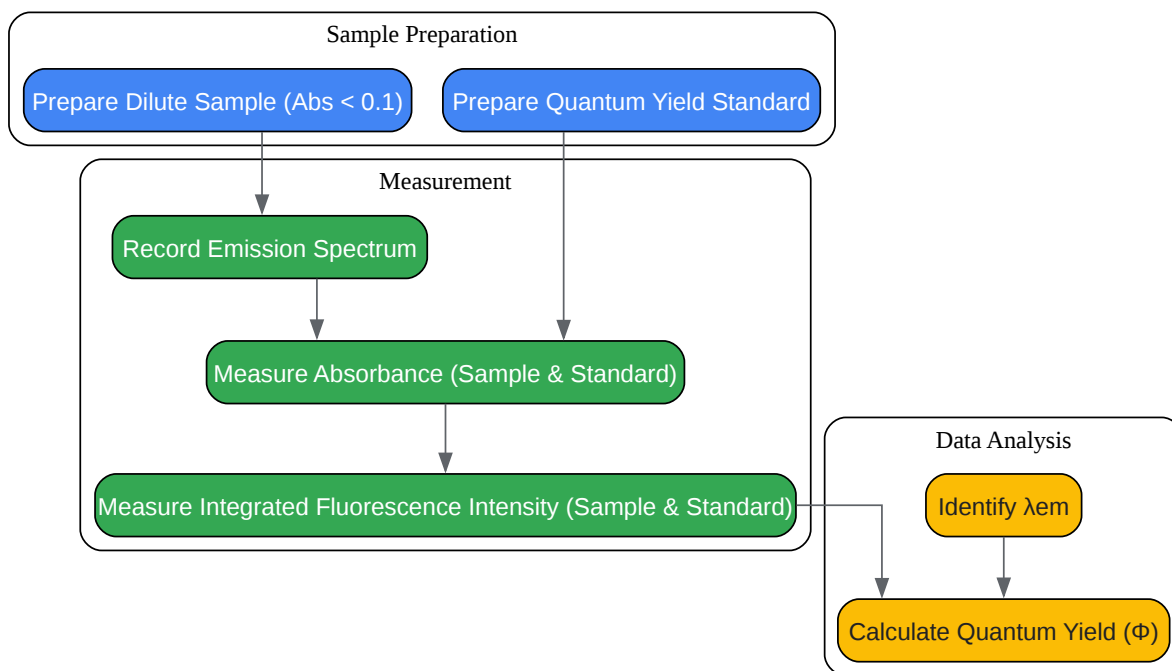 Sample Preparation
Prepare Dilute Sample (Abs < 0.1)
Prepare Quantum Yield Standard
Measurement
Record Emission Spectrum
Measure Absorbance (Sample & Standard)
Measure Integrated Fluorescence Intensity (Sample & Standard)
Data Analysis
Identify λem
Calculate Quantum Yield (Φ)